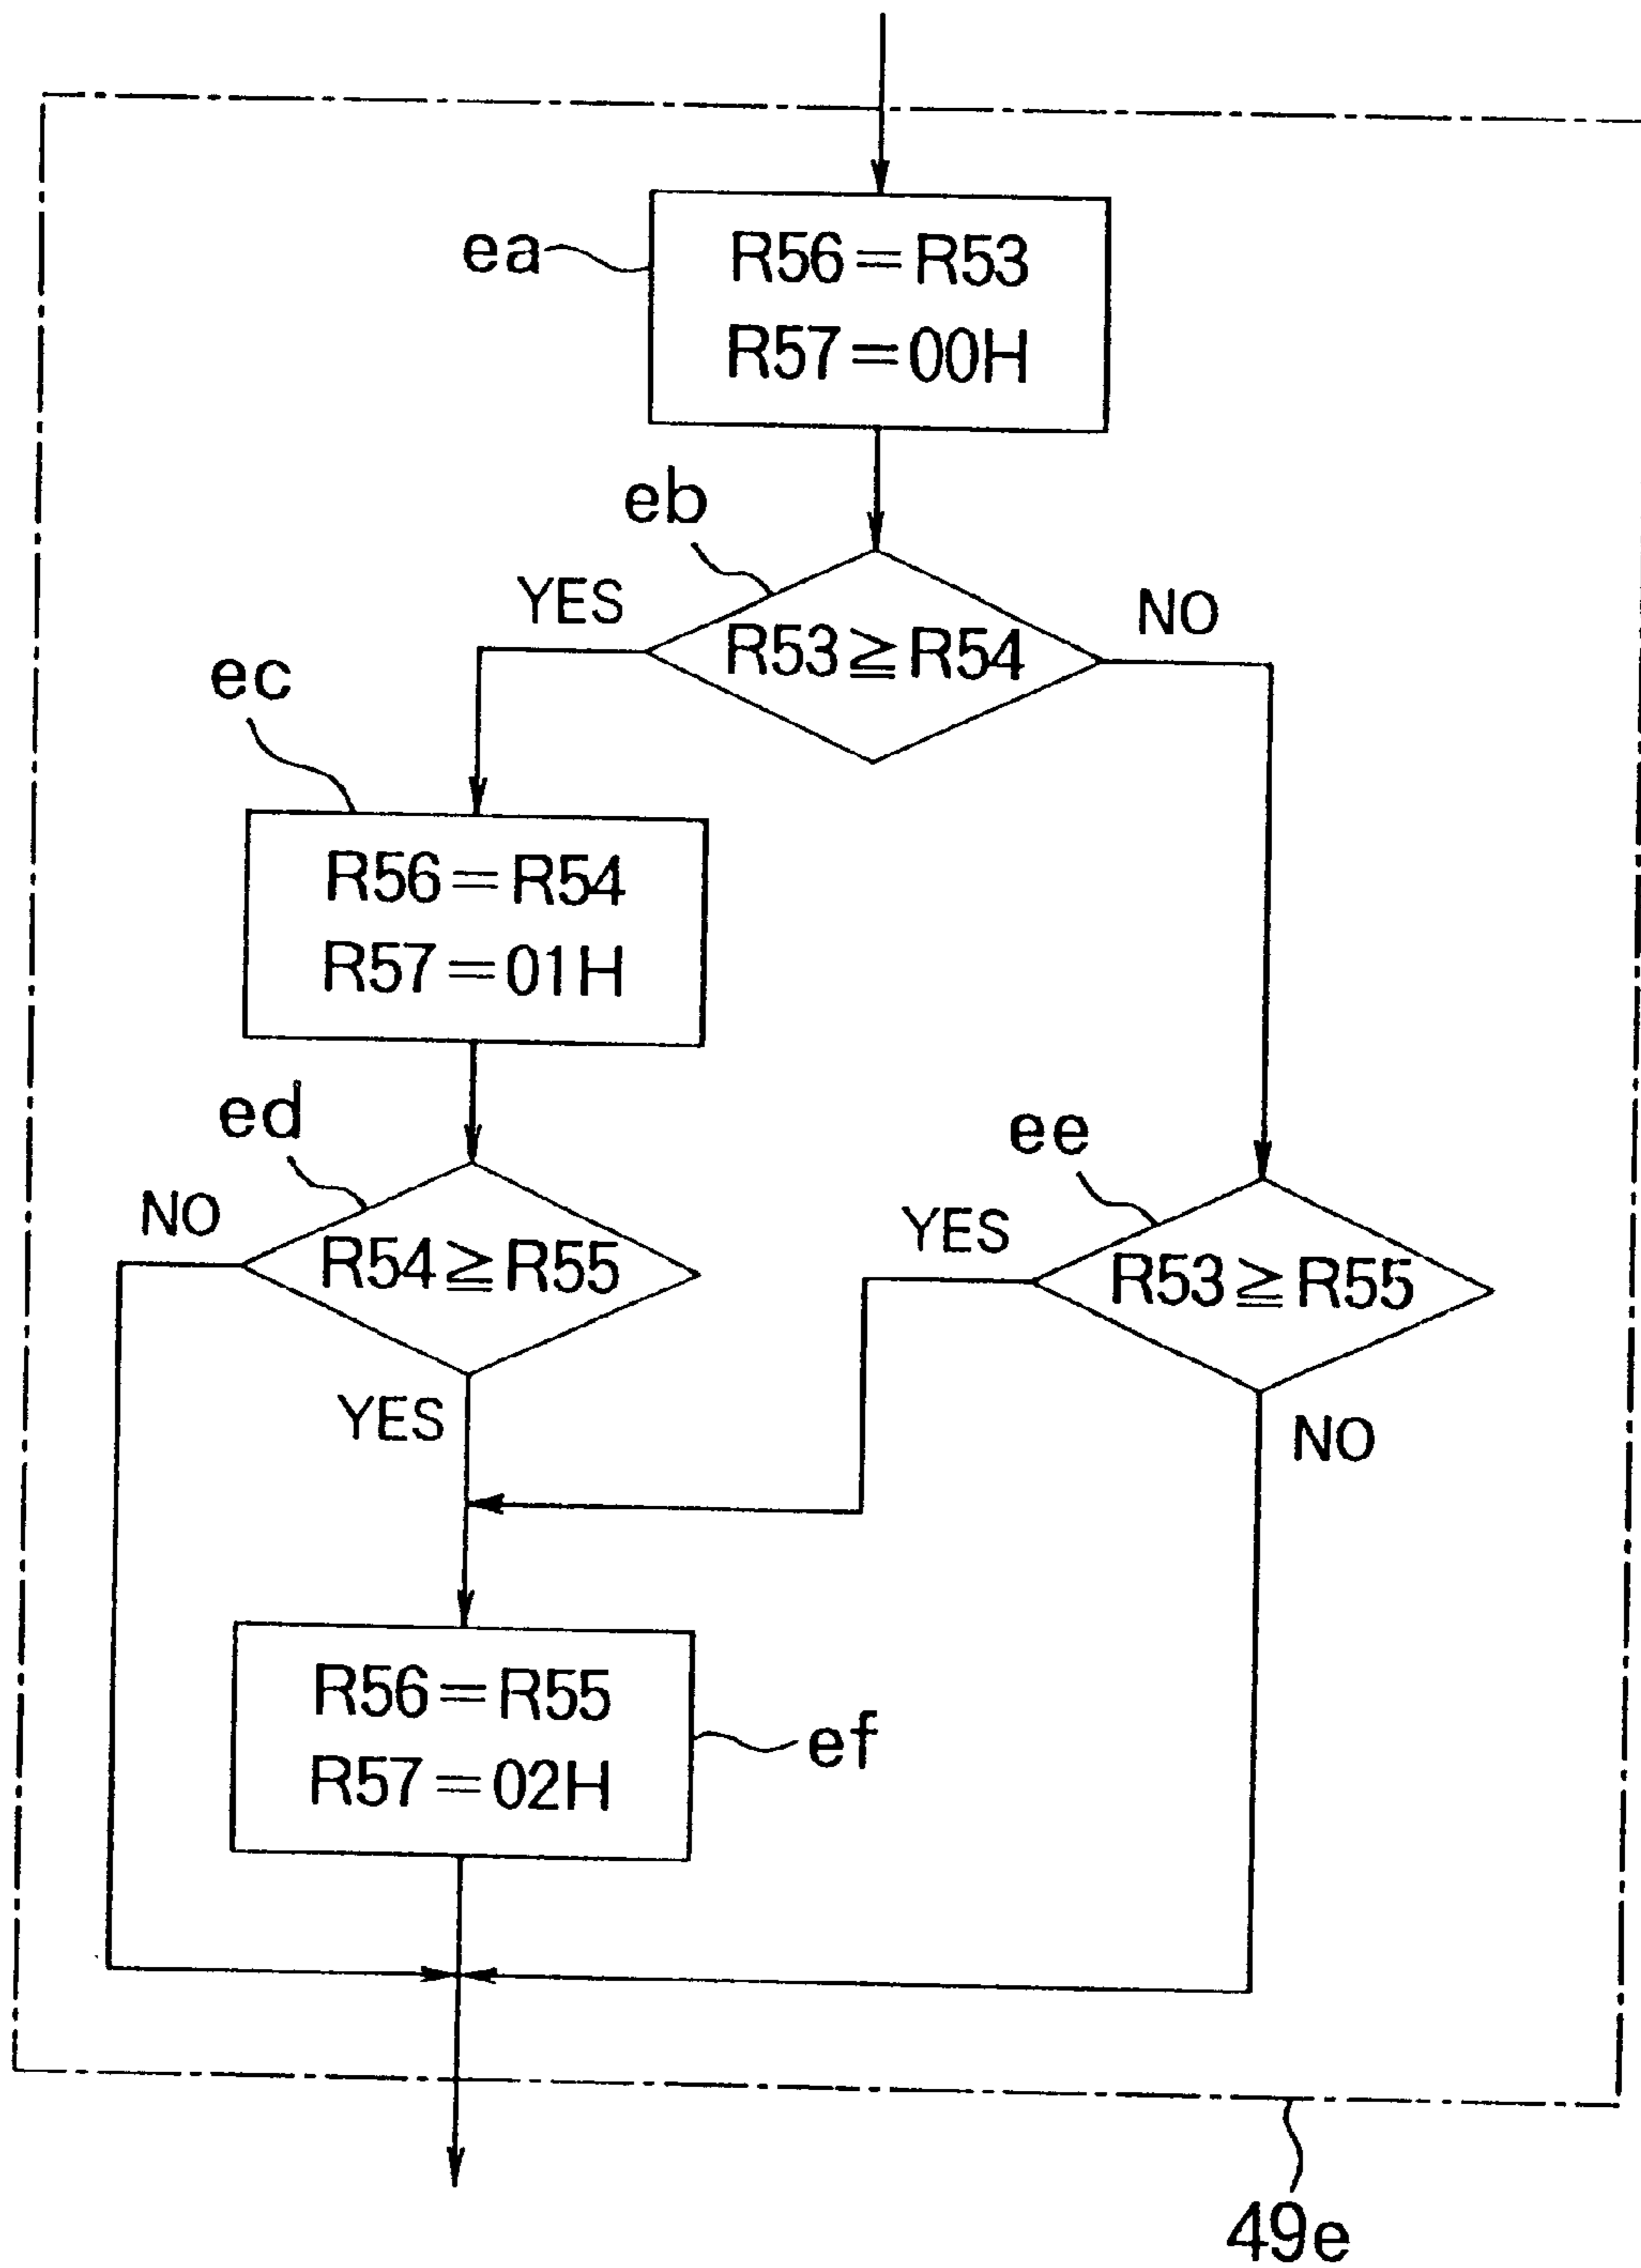 ea
R56=R53
R57=00H
eb
YES
R53≧R54
NO
ec
R56=R54
R57=01H
ed
NO
R54≧R55
YES
ee
YES
R53≧R55
NO
R56=R55
R57=02H
ef
49e